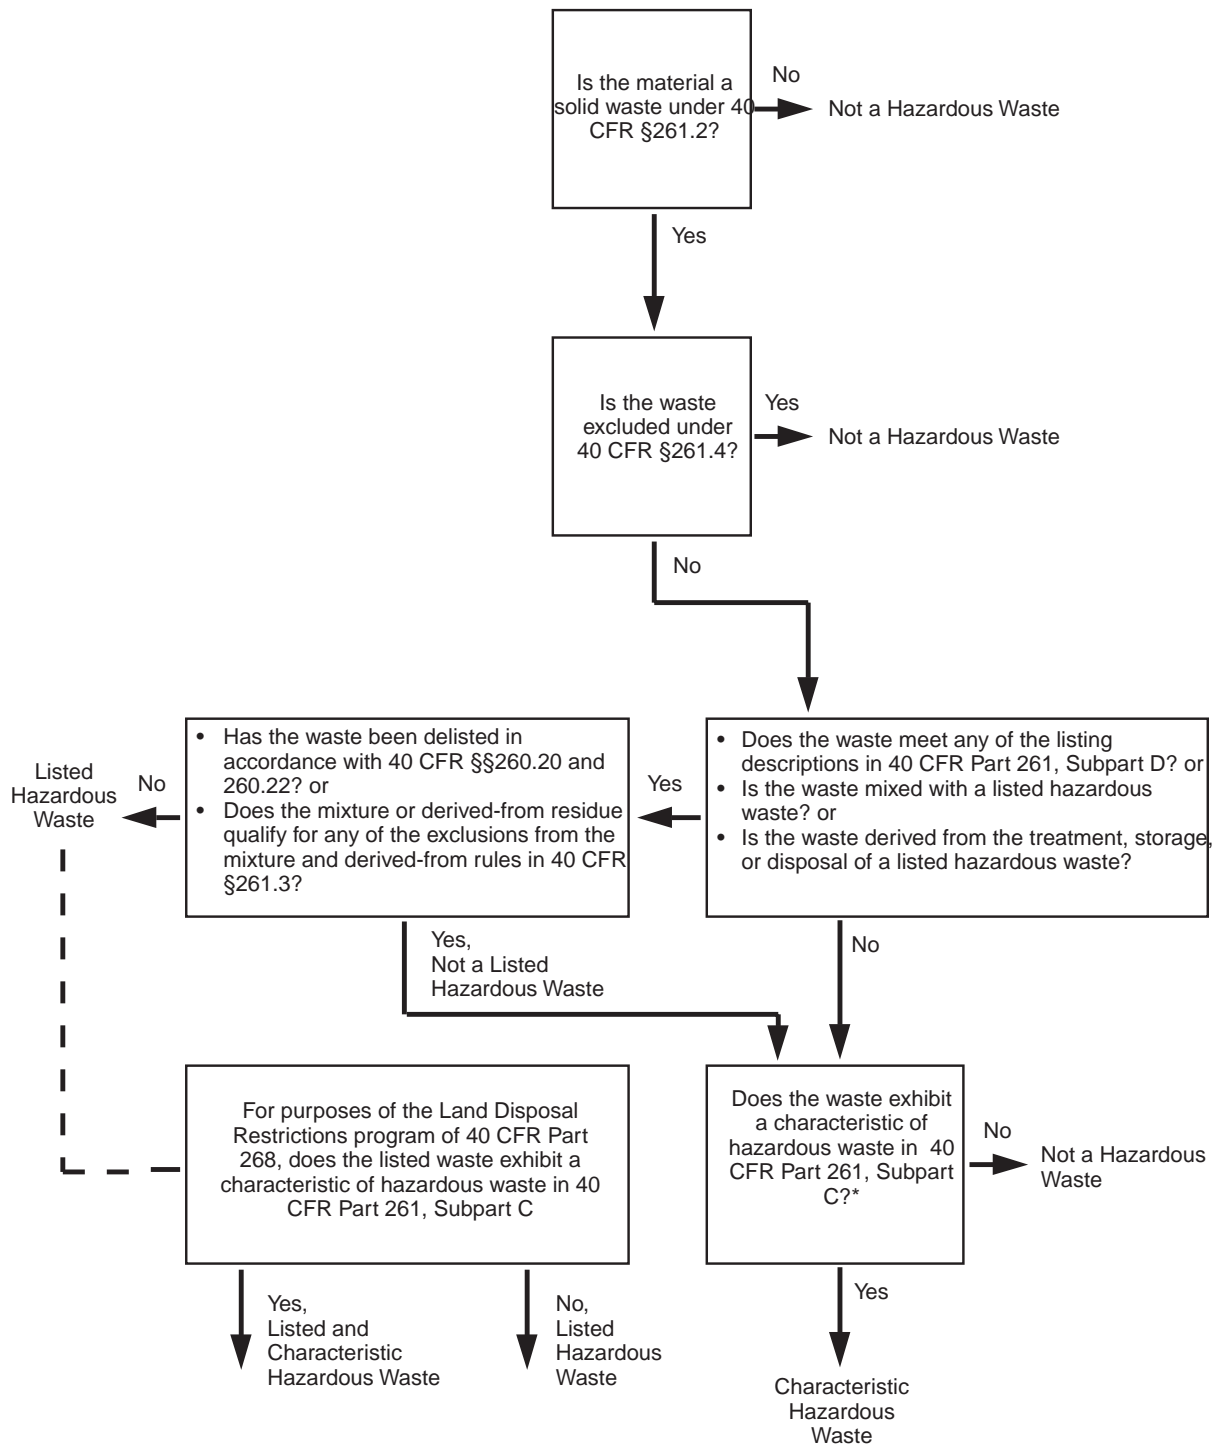 Is the material a
solid waste under 40
CFR §261.2?
No
Not a Hazardous Waste
Yes
Is the waste
excluded under
40 CFR §261.4?
Yes
Not a Hazardous Waste
No
• Does the waste meet any of the listing
descriptions in 40 CFR Part 261, Subpart D? or
• Is the waste mixed with a listed hazardous
waste? or
• Is the waste derived from the treatment, storage,
or disposal of a listed hazardous waste?
Yes
• Has the waste been delisted in
accordance with 40 CFR §§260.20 and
260.22? or
• Does the mixture or derived-from residue
qualify for any of the exclusions from the
mixture and derived-from rules in 40 CFR
§261.3?
No
Listed
Hazardous
Waste
Yes,
Not a Listed
Hazardous Waste
No
For purposes of the Land Disposal
Restrictions program of 40 CFR Part
268, does the listed waste exhibit a
characteristic of hazardous waste in 40
CFR Part 261, Subpart C
Does the waste exhibit
a characteristic of
hazardous waste in 40
CFR Part 261, Subpart
C?*
No
Not a Hazardous
Waste
Yes,
Listed and
Characteristic
Hazardous Waste
No,
Listed
Hazardous
Waste
Yes
Characteristic
Hazardous
Waste